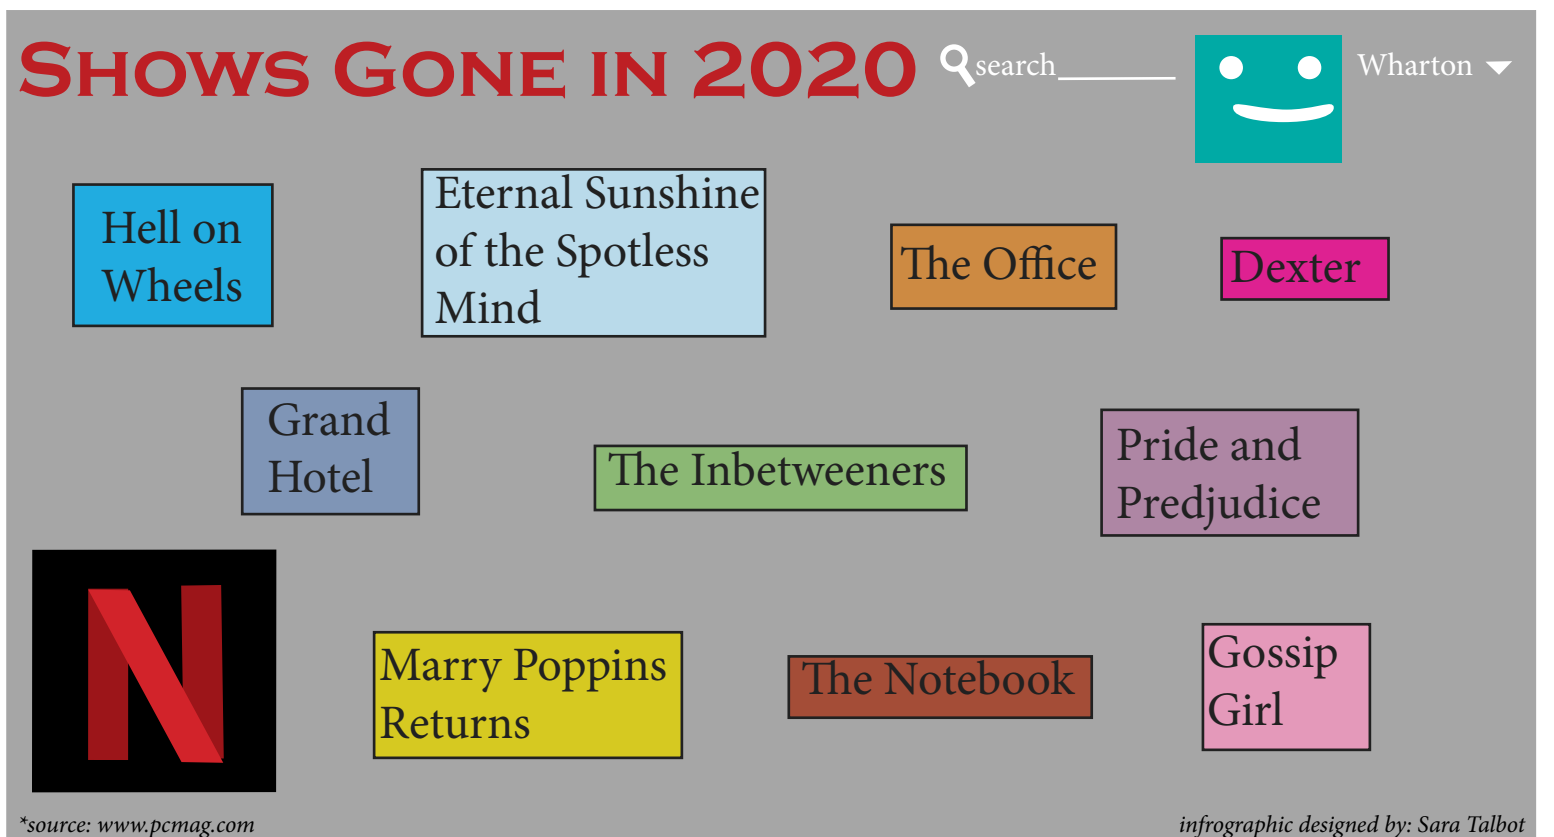 SHOWS GONE IN 2020
search
Wharton
Hell on
Wheels
Eternal Sunshine
of the Spotless
Mind
The Office
Dexter
Grand
Hotel
The Inbetweeners
Pride and
Predjudice
N
Marry Poppins
Returns
The Notebook
Gossip
Girl
*source: www.pcmag.com
infrographic designed by: Sara Talbot